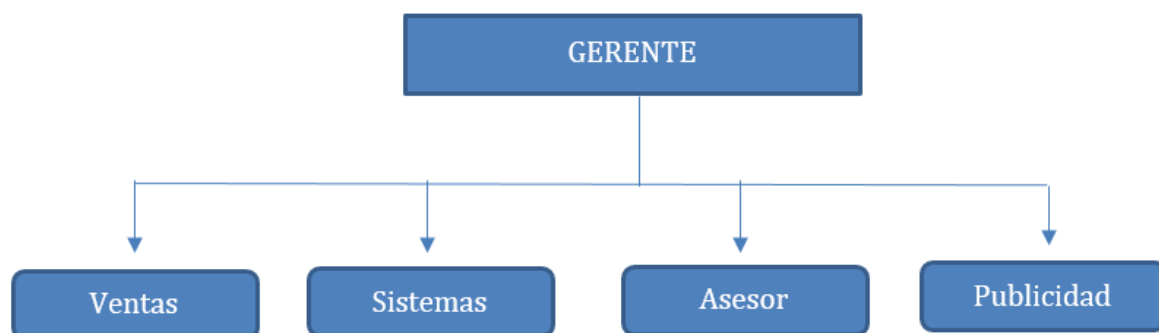 GERENTE
Ventas
Sistemas
Asesor
Publicidad